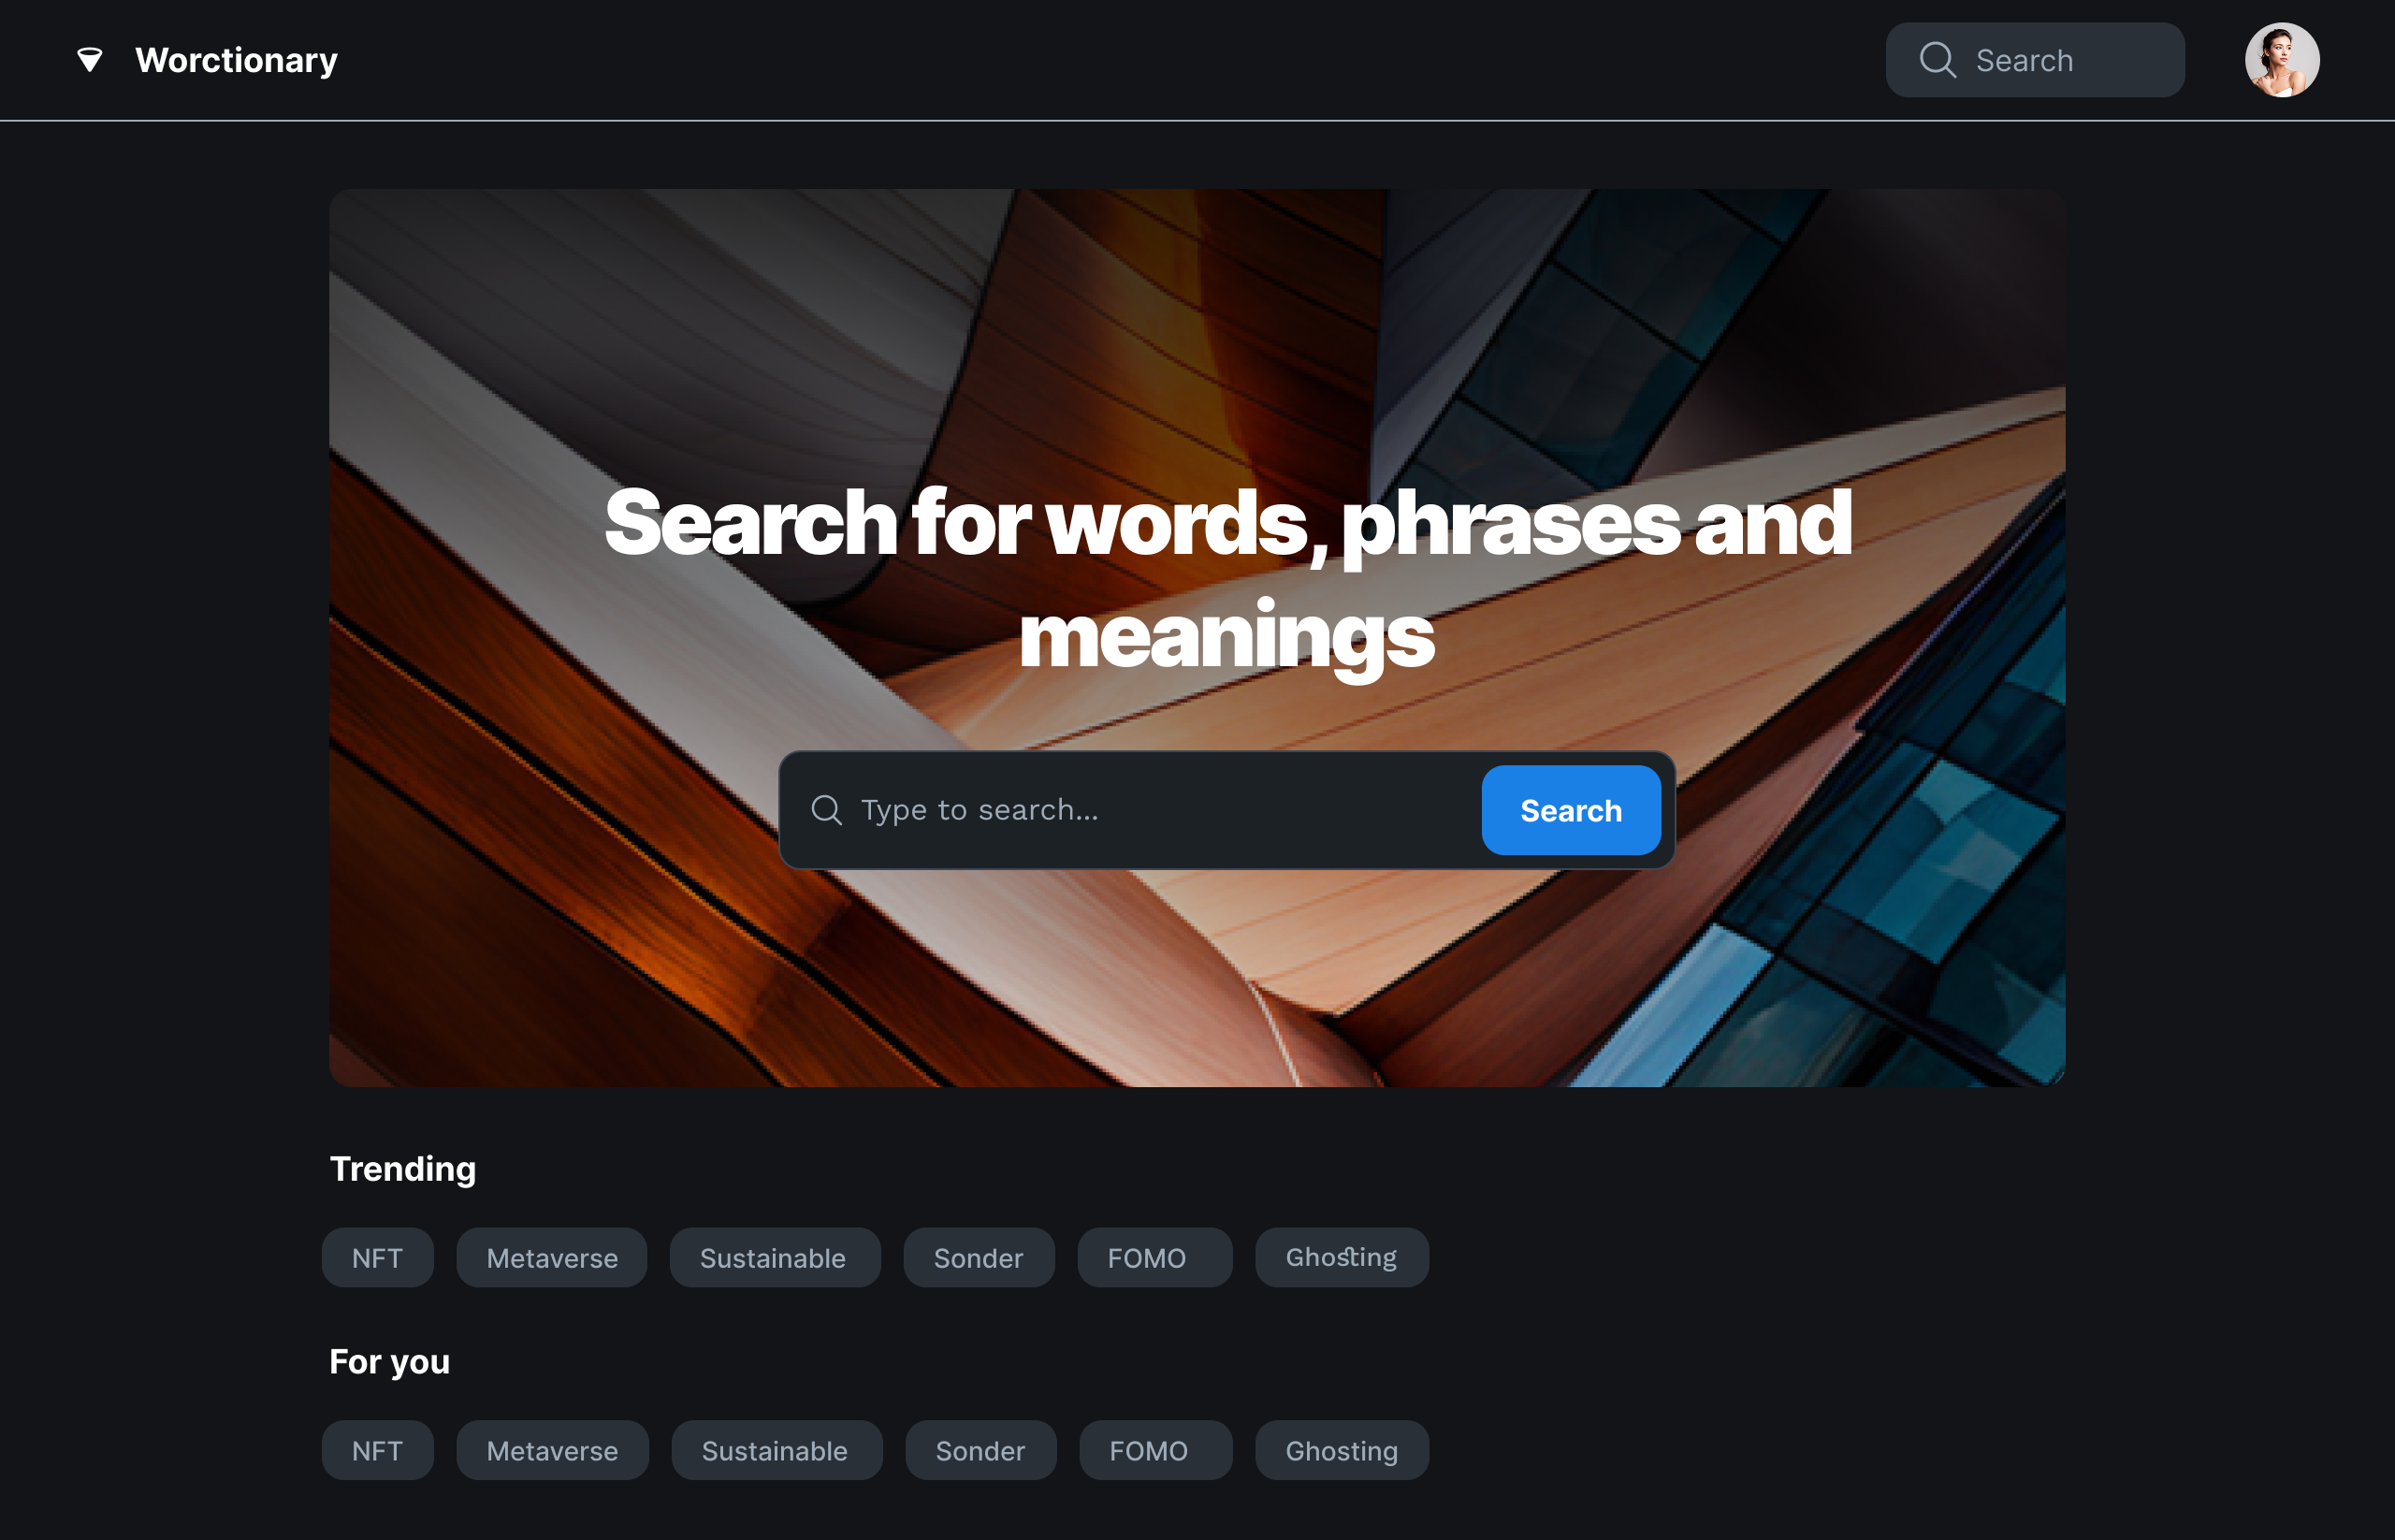 Worctionary
Search
Search for words, phrases and
meanings
Type to search...
Search
Trending
NFT Metaverse Sustainable Sonder FOMO Ghosting
For you
NFT Metaverse Sustainable Sonder FOMO Ghosting